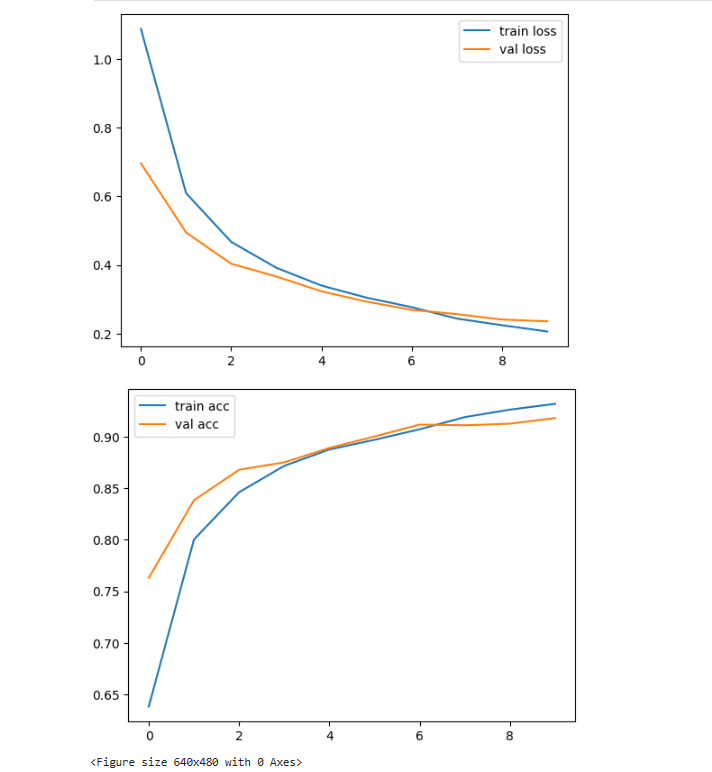 train loss
val loss
1.0
0.8
0.6
0.4
0.2
0 2 4 6 8
train acc
val acc
0.90
0.85
0.80
0.75
0.70
0.65
0 2 4 6 8
<Figure size 640x480 with 0 Axes>